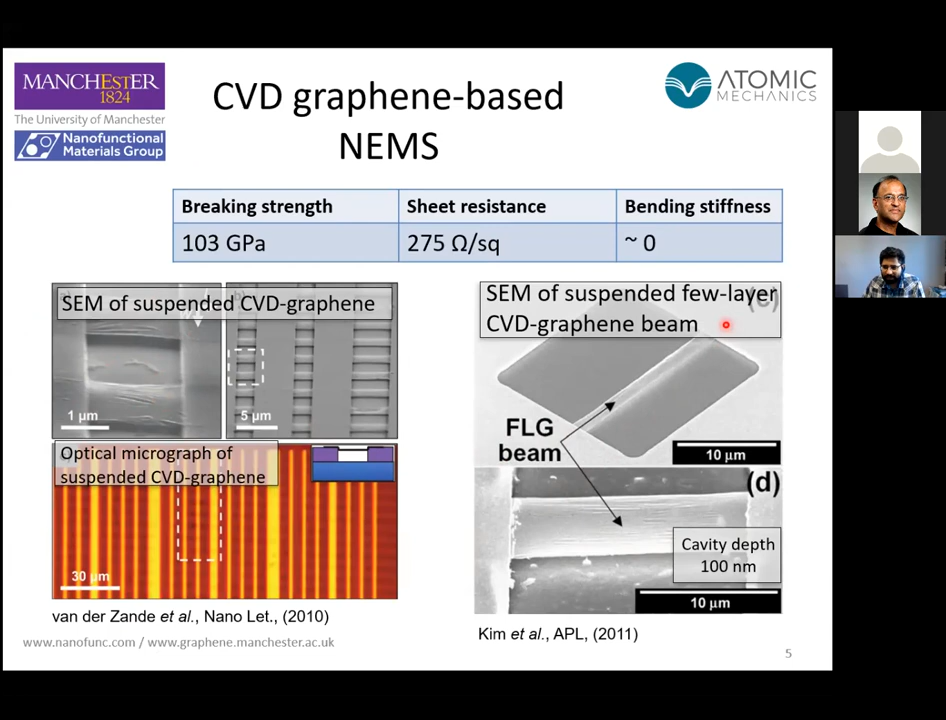 MANCHESTER
1824
The University of Manchester
Nanofunctional
Materials Group
CVD graphene-based
NEMS
ATOMIC
MECHANICS
Breaking strength
Sheet resistance
Bending stiffness
103 GPa
275 Ω/sq
~ 0
SEM of suspended CVD-graphene
1 µm
5 µm
Optical micrograph of
suspended CVD-graphene
30 µm
van der Zande et al., Nano Let., (2010)
SEM of suspended few-layer
CVD-graphene beam
FLG
beam
10 µm
(d)
Cavity depth
100 nm
10 µm
Kim et al., APL, (2011)
www.nanofunc.com / www.graphene.manchester.ac.uk
5